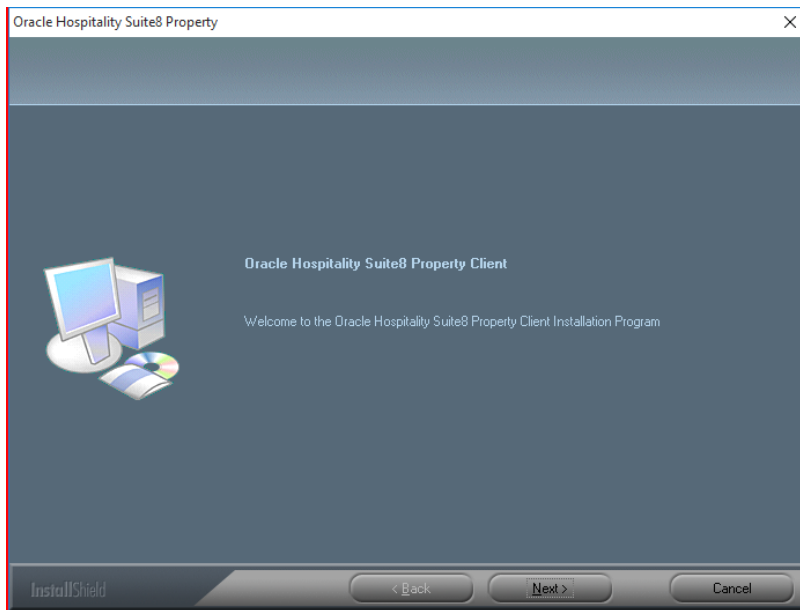 Oracle Hospitality Suite8 Property
Oracle Hospitality Suite8 Property Client
Welcome to the Oracle Hospitality Suite8 Property Client Installation Program
InstallShield
< Back
Next >
Cancel